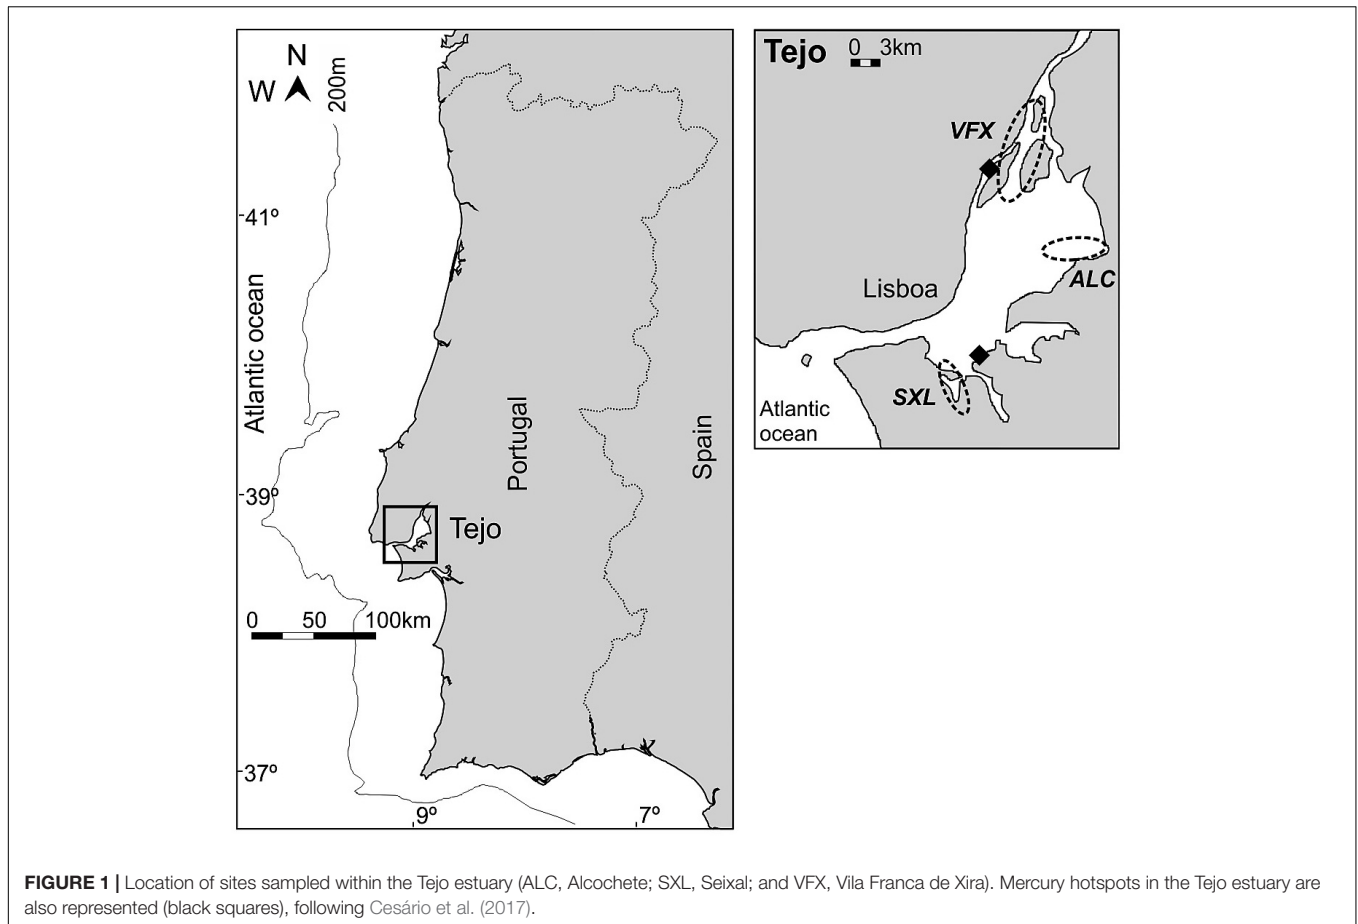 N
W
200m
41º
Atlantic ocean
Portugal
Spain
39º
Tejo
0 50 100km
37º
9º 7º
Tejo 0 3km
VFX
ALC
Lisboa
SXL
Atlantic
ocean
FIGURE 1 | Location of sites sampled within the Tejo estuary (ALC, Alcochete; SXL, Seixal; and VFX, Vila Franca de Xira). Mercury hotspots in the Tejo estuary are
also represented (black squares), following Cesário et al. (2017).